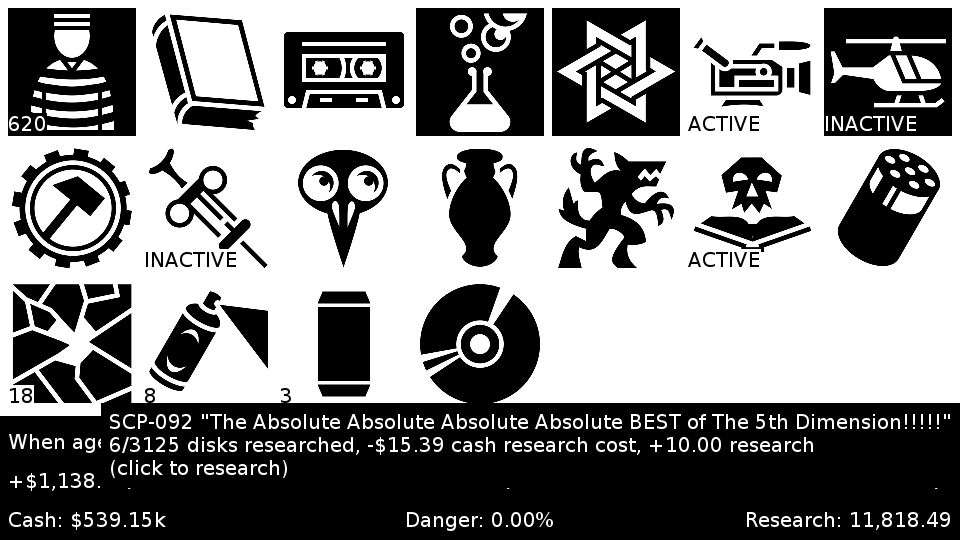 620
ACTIVE
INACTIVE
INACTIVE
ACTIVE
18
8
3
SCP-092 "The Absolute Absolute Absolute Absolute BEST of The 5th Dimension!!!!!"
When
6/3125 disks researched, -$15.39 cash research cost, +10.00 research
(click to research)
+$1,138.
Cash: $539.15k
Danger: 0.00%
Research: 11,818.49